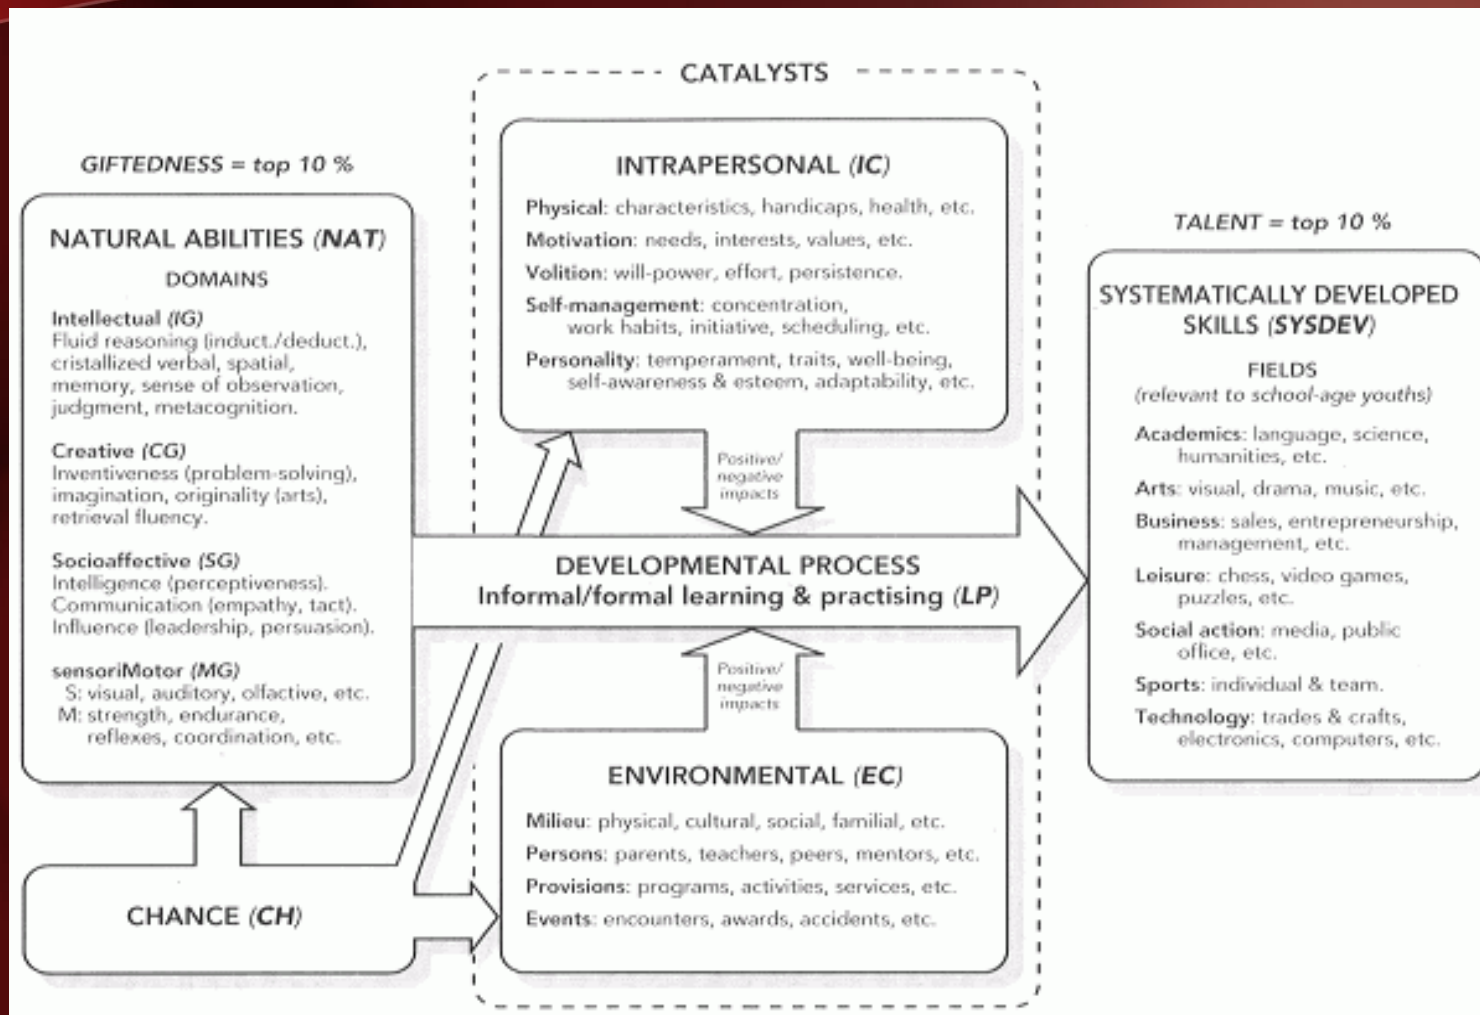 CATALYSTS
GIFTEDNESS = top 10 %
NATURAL ABILITIES (NAT)
DOMAINS
Intellectual (IG)
Fluid reasoning (induct./deduct.),
cristallized verbal, spatial,
memory, sense of observation,
judgment, metacognition.
Creative (CG)
Inventiveness (problem-solving),
imagination, originality (arts),
retrieval fluency.
Socioaffective (SG)
Intelligence (perceptiveness).
Communication (empathy, tact).
Influence (leadership, persuasion).
sensoriMotor (MG)
S: visual, auditory, olfactive, etc.
M: strength, endurance,
reflexes, coordination, etc.
CHANCE (CH)
INTRAPERSONAL (IC)
Physical: characteristics, handicaps, health, etc.
Motivation: needs, interests, values, etc.
Volition: will-power, effort, persistence.
Self-management: concentration,
work habits, initiative, scheduling, etc.
Personality: temperament, traits, well-being,
self-awareness & esteem, adaptability, etc.
Positive/
negative
impacts
DEVELOPMENTAL PROCESS
Informal/formal learning & practising (LP)
Positive/
negative
impacts
ENVIRONMENTAL (EC)
Milieu: physical, cultural, social, familial, etc.
Persons: parents, teachers, peers, mentors, etc.
Provisions: programs, activities, services, etc.
Events: encounters, awards, accidents, etc.
TALENT = top 10 %
SYSTEMATICALLY DEVELOPED
SKILLS (SYSDEV)
FIELDS
(relevant to school-age youths)
Academics: language, science,
humanities, etc.
Arts: visual, drama, music, etc.
Business: sales, entrepreneurship,
management, etc.
Leisure: chess, video games,
puzzles, etc.
Social action: media, public
office, etc.
Sports: individual & team.
Technology: trades & crafts,
electronics, computers, etc.